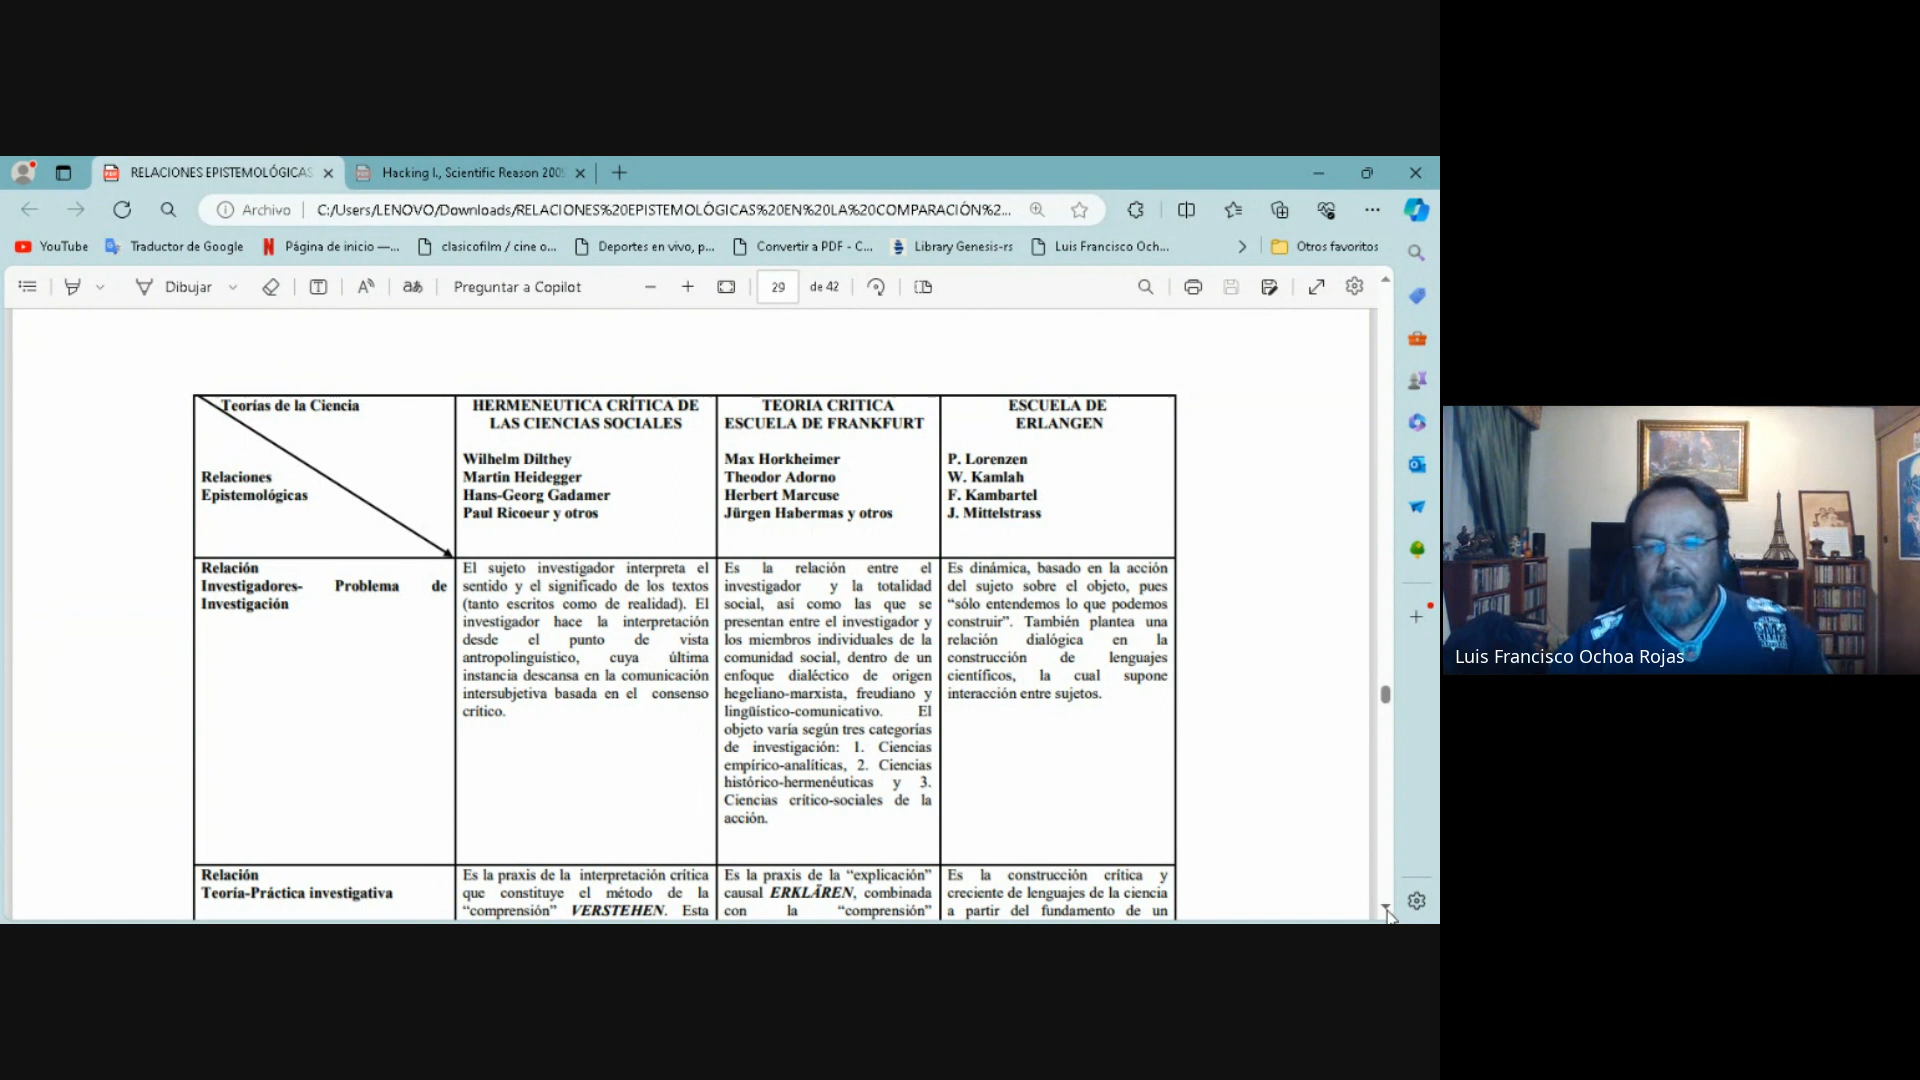 RELACIONES EPISTEMOLÓGICAS
Hacking I., Scientific Reason 200
Archivo
C:/Users/LENOVO/Downloads/RELACIONES%20EPISTEMOLÓGICAS%20EN%20LA%20COMPARACIÓN%2...
YouTube
Traductor de Google
Página de inicio —...
clasicofilm / cine o...
Deportes en vivo, p...
Convertir a PDF - C...
Library Genesis-rs
Luis Francisco Och...
Otros favoritos
Dibujar
Preguntar a Copilot
29
de 42
Teorías de la Ciencia
Relaciones
Epistemológicas
HERMENEUTICA CRÍTICA DE
LAS CIENCIAS SOCIALES
Wilhelm Dilthey
Martin Heidegger
Hans-Georg Gadamer
Paul Ricoeur y otros
TEORIA CRITICA
ESCUELA DE FRANKFURT
Max Horkheimer
Theodor Adorno
Herbert Marcuse
Jürgen Habermas y otros
ESCUELA DE
ERLANGEN
P. Lorenzen
W. Kamlah
F. Kambartel
J. Mittelstrass
Relación
Investigadores- Problema de
Investigación
El sujeto investigador interpreta el
sentido y el significado de los textos
(tanto escritos como de realidad). El
investigador hace la interpretación
desde el punto de vista
antropolinguístico, cuya última
instancia descansa en la comunicación
intersubjetiva basada en el consenso
crítico.
Es la relación entre el
investigador y la totalidad
social, así como las que se
presentan entre el investigador y
los miembros individuales de la
comunidad social, dentro de un
enfoque dialéctico de origen
hegeliano-marxista, freudiano y
lingüístico-comunicativo. El
objeto varía según tres categorías
de investigación: 1. Ciencias
empírico-analíticas, 2. Ciencias
histórico-hermenéuticas y 3.
Ciencias crítico-sociales de la
acción.
Es dinámica, basado en la acción
del sujeto sobre el objeto, pues
“sólo entendemos lo que podemos
construir”. También plantea una
relación dialógica en la
construcción de lenguajes
científicos, la cual supone
interacción entre sujetos.
Relación
Teoría-Práctica investigativa
Es la praxis de la interpretación crítica
que constituye el método de la
“comprensión” VERSTEHEN. Esta
Es la praxis de la “explicación”
causal ERKLÄREN, combinada
con la “comprensión”
Es la construcción crítica y
creciente de lenguajes de la ciencia
a partir del fundamento de un
Luis Francisco Ochoa Rojas